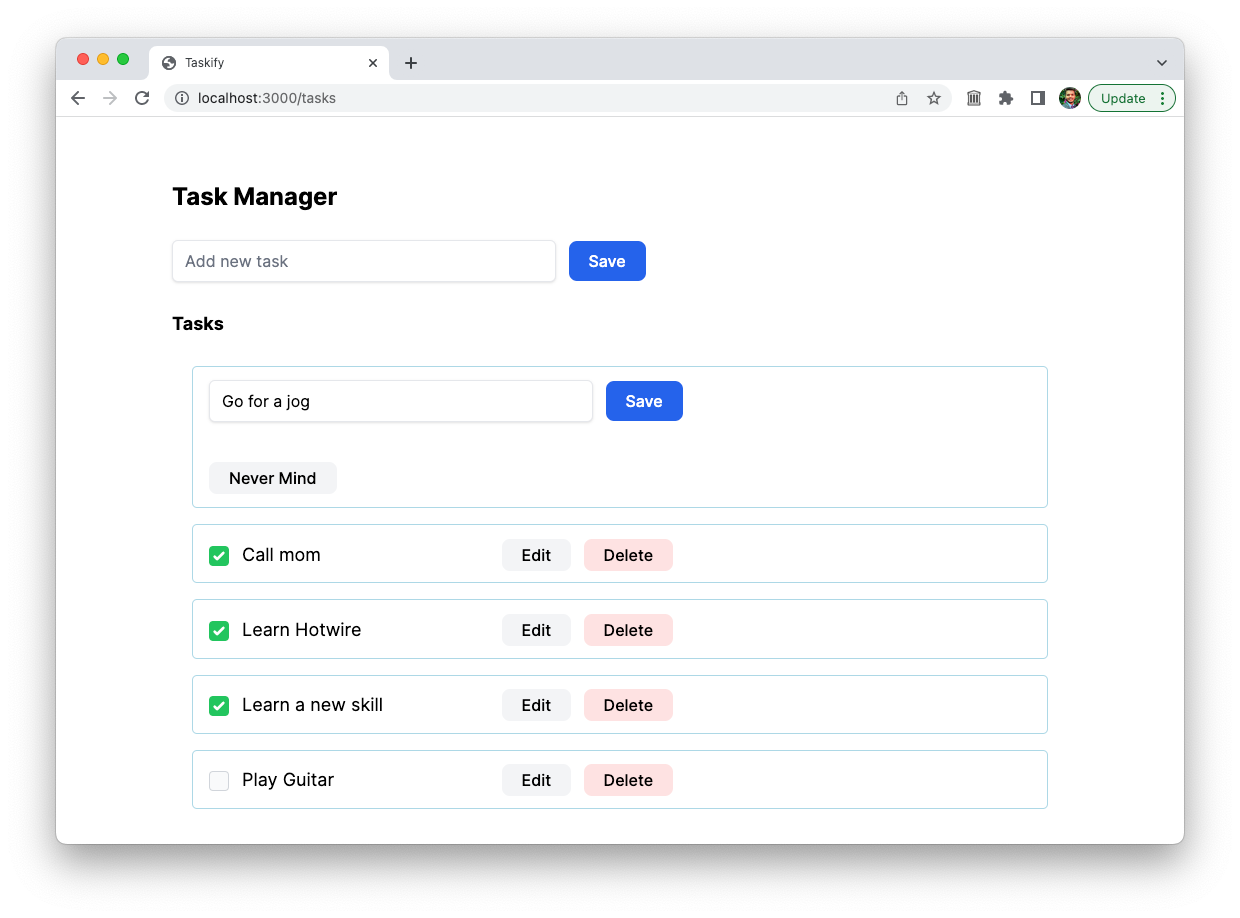 Taskify
localhost:3000/tasks
Update
Task Manager
Add new task Save
Tasks
Go for a jog Save
Never Mind
Call mom Edit Delete
Learn Hotwire Edit Delete
Learn a new skill Edit Delete
Play Guitar Edit Delete